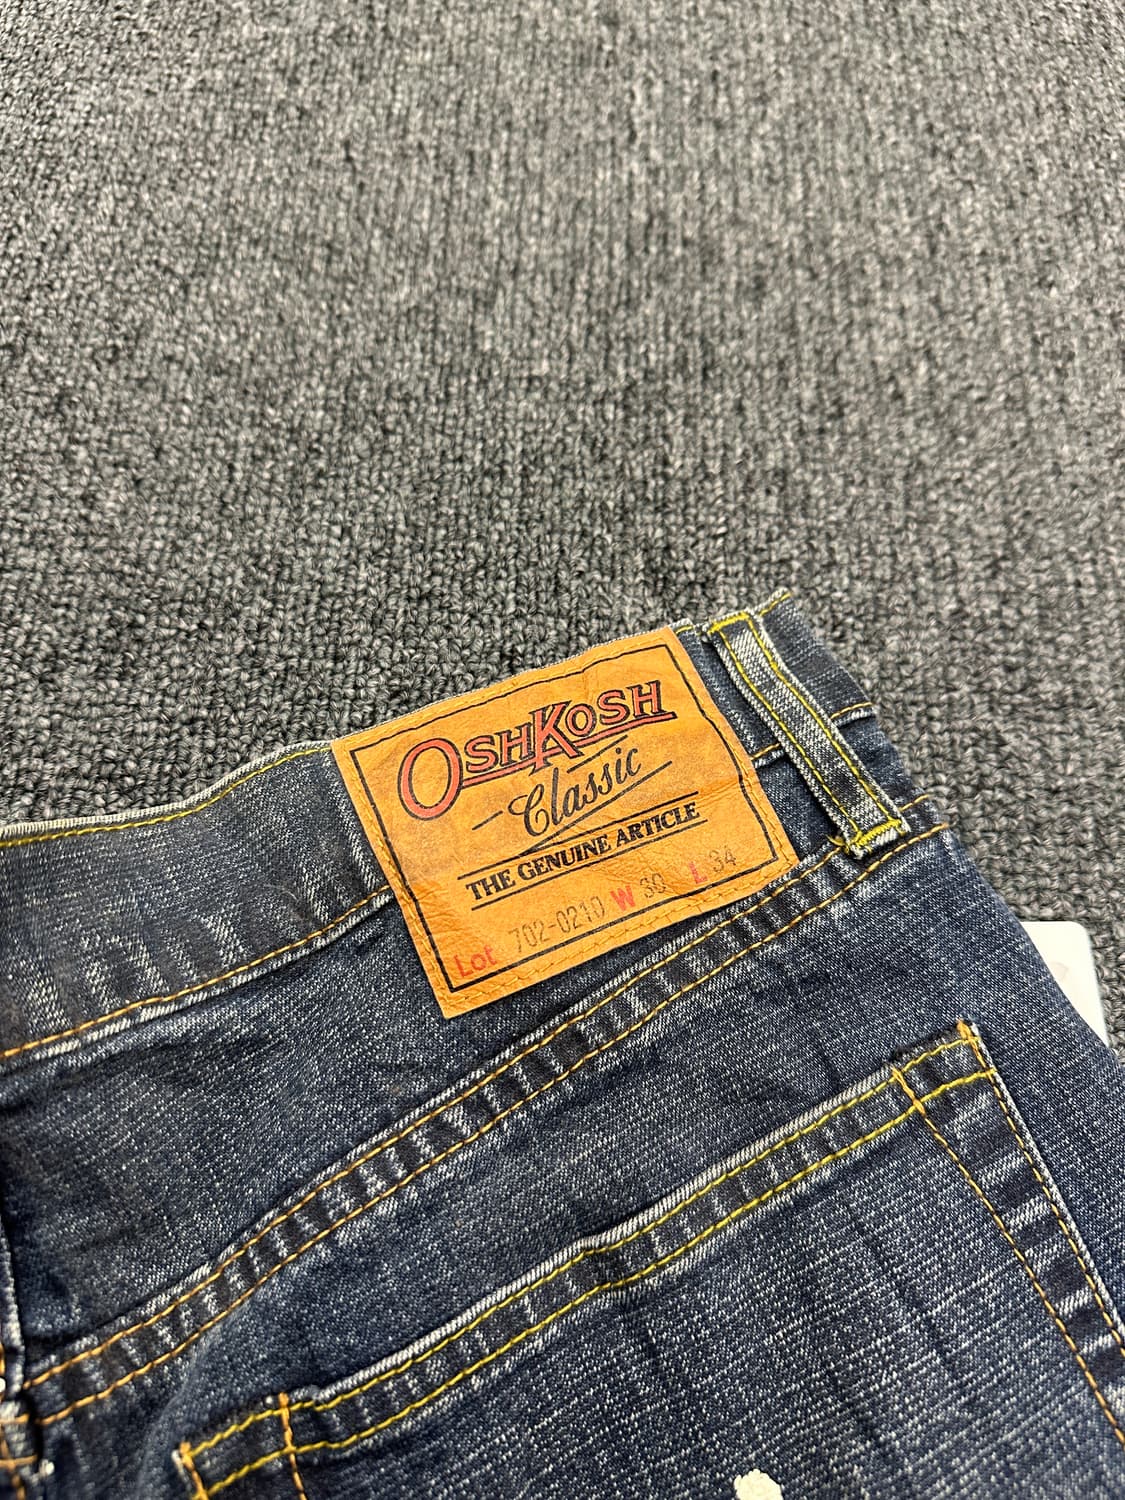 OSHKOSH
Classic
THE GENUINE ARTICLE
Lot 702-0210 W 30 L 34